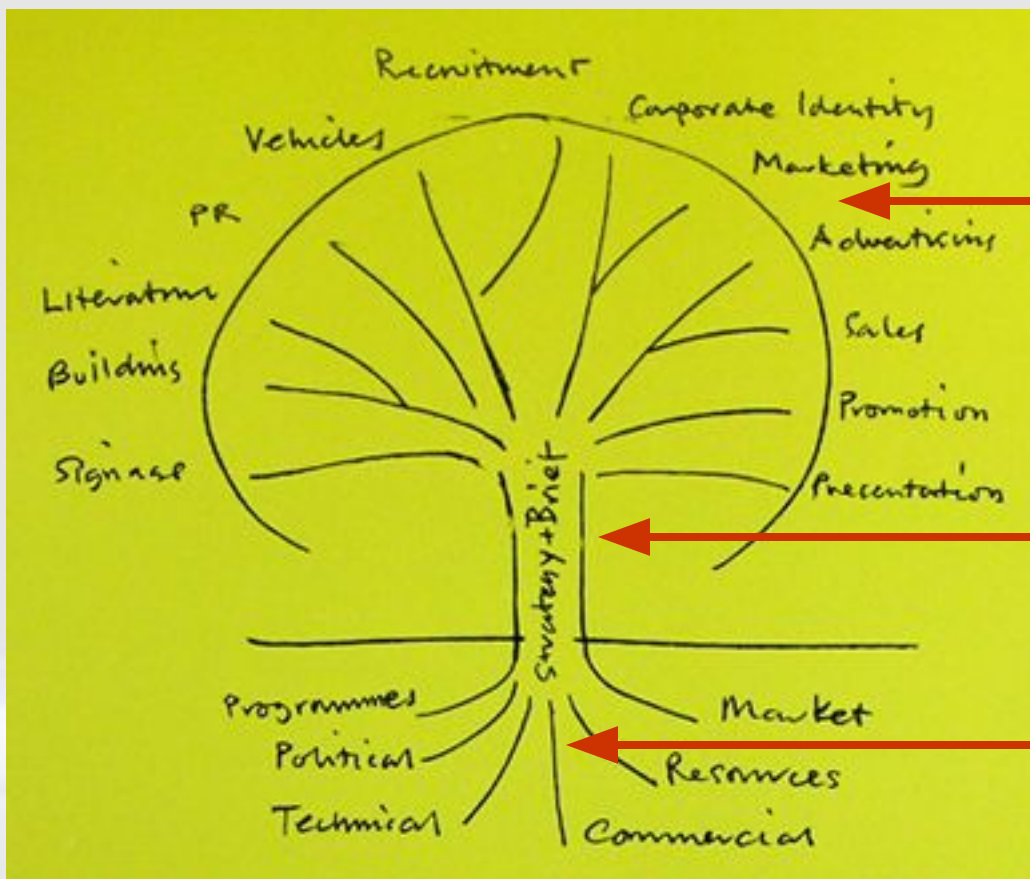 Recruitment
Corporate Identity
Vehicles
Marketing
PR
Advertising
Literature
Sales
Buildings
Promotion
Signage
Presentation
Strategy + Brief
Programmes
Market
Political
Resources
Technical
Commercial